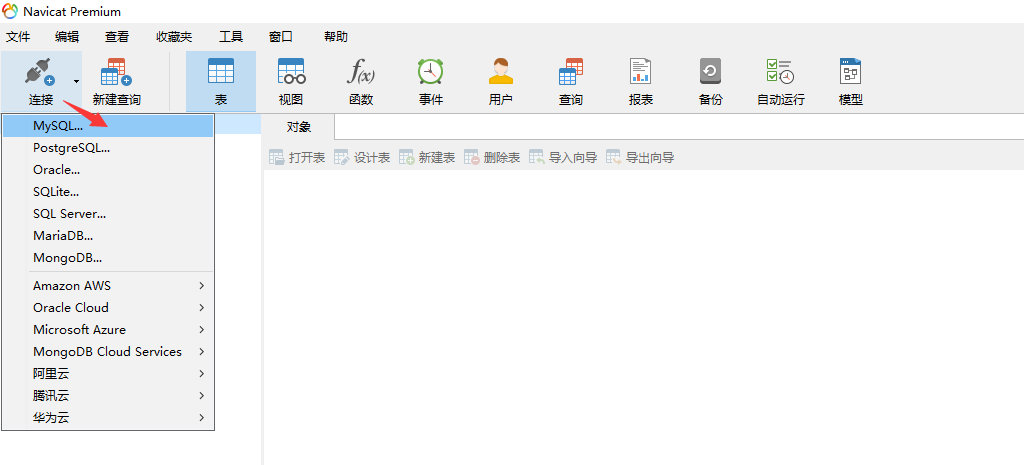 Navicat Premium
文件 编辑 查看 收藏夹 工具 窗口 帮助
连接 新建查询 表 视图 函数 事件 用户 查询 报表 备份 自动运行 模型
f(x)
对象
打开表 设计表 新建表 删除表 导入向导 导出向导
MySQL...
PostgreSQL...
Oracle...
SQLite...
SQL Server...
MariaDB...
MongoDB...
Amazon AWS
Oracle Cloud
Microsoft Azure
MongoDB Cloud Services
阿里云
腾讯云
华为云